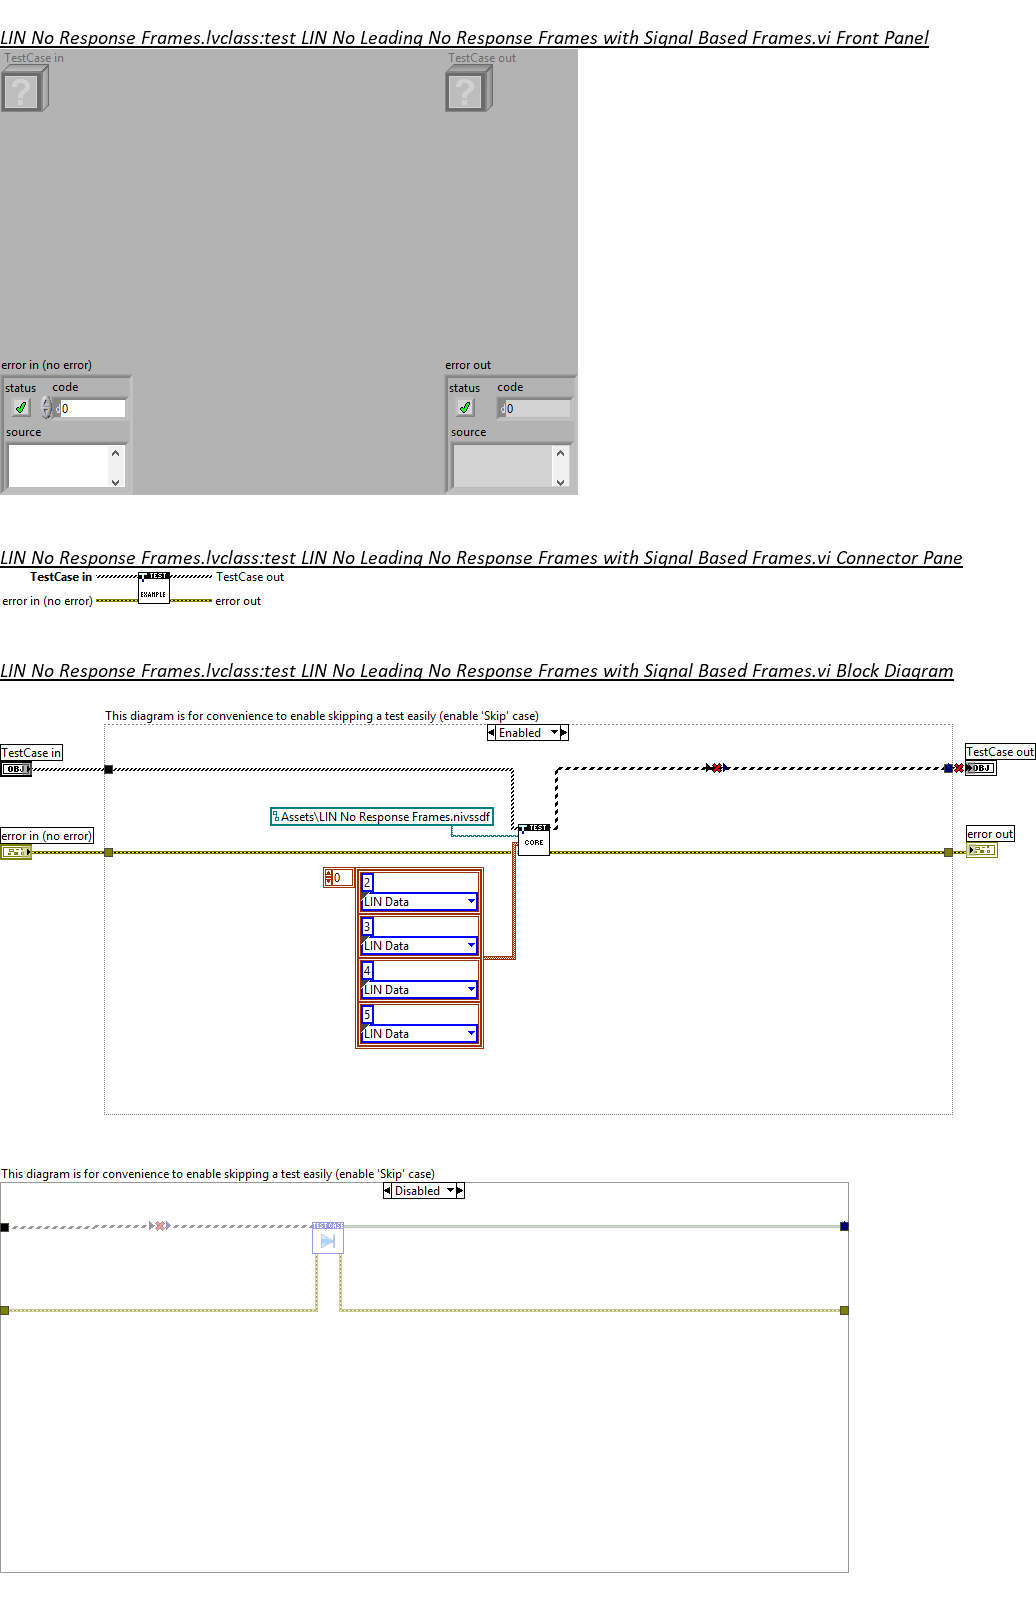 LIN No Response Frames.lvclass:test LIN No Leading No Response Frames with Signal Based Frames.vi Front Panel
TestCase in TestCase out
? ?
error in (no error) error out
status code status code
d 0 d 0
source source
LIN No Response Frames.lvclass:test LIN No Leading No Response Frames with Signal Based Frames.vi Connector Pane
TestCase in TEST TestCase out
EXAMPLE
error in (no error) error out
LIN No Response Frames.lvclass:test LIN No Leading No Response Frames with Signal Based Frames.vi Block Diagram
This diagram is for convenience to enable skipping a test easily (enable 'Skip' case)
Enabled
TestCase in TestCase out
OBJ OBJ
Assets\LIN No Response Frames.nivssdf
TEST
CORE
error in (no error) error out
0
2
LIN Data
3
LIN Data
4
LIN Data
5
LIN Data
This diagram is for convenience to enable skipping a test easily (enable 'Skip' case)
Disabled
TEST CASE